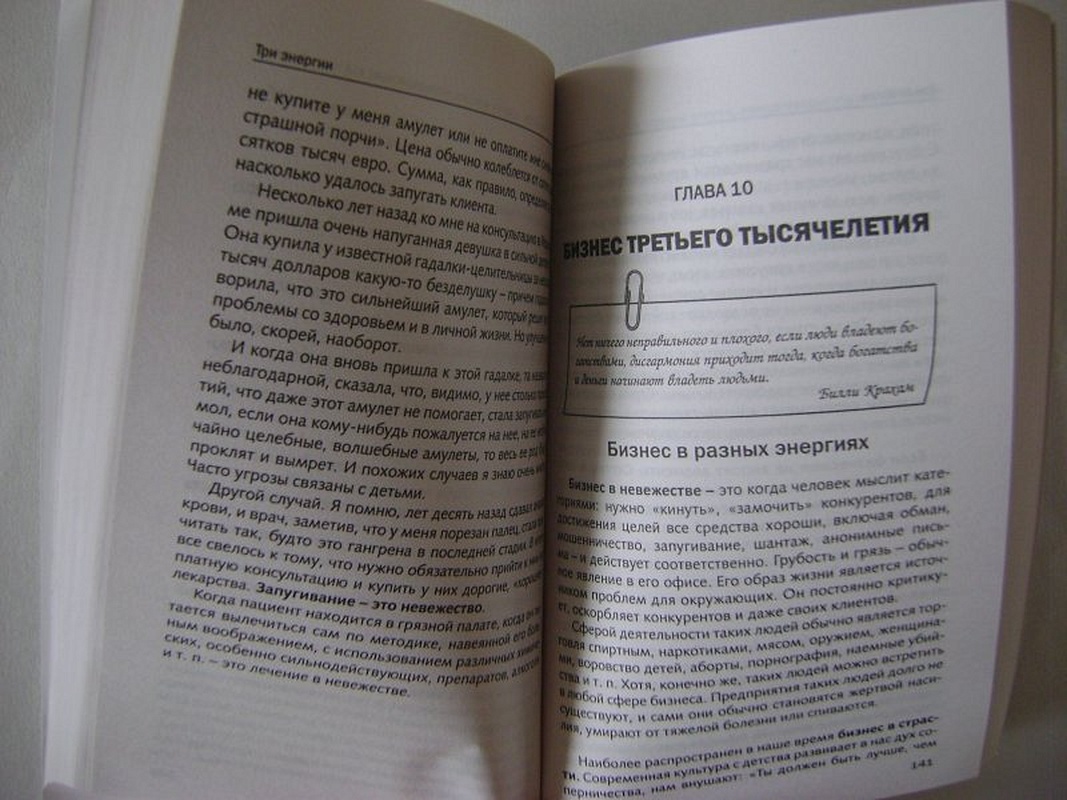 Три энергии
не купите у меня амулет или не оплатите мне
страшной порчи». Цена обычно колеблется от
сятков тысяч евро. Сумма, как правило,
насколько удалось запугать клиента.
Несколько лет назад ко мне на консультацию в
ме пришла очень напуганная девушка в сильной
Она купила у известной гадалки-целительницы за
тысяч долларов какую-то безделушку – причем
ворила, что это сильнейший амулет, который
проблемы со здоровьем и в личной жизни. Но
было, скорей, наоборот.
И когда она вновь пришла к этой гадалке, та
неблагодарной, сказала, что, видимо, у нее столько
тий, что даже этот амулет не помогает, стала
мол, если она кому-нибудь пожалуется на нее, на ее
чайно целебные, волшебные амулеты, то весь ее род
проклят и вымрет. И похожих случаев я знаю очень
Часто угрозы связаны с детьми.
Другой случай. Я помню, лет десять назад сдавал
крови, и врач, заметив, что у меня порезан палец, стала
читать так, будто это гангрена в последней стадии. В
все свелось к тому, что нужно обязательно прийти к
платную консультацию и купить у них дорогие, «хорошие»
лекарства. Запугивание – это невежество.
Когда пациент находится в грязной палате, когда он
тается вылечиться сам по методике, навеянной его
ным воображением, с использованием различных
ских, особенно сильнодействующих, препаратов,
и т. п. – это лечение в невежестве.
ГЛАВА 10
БИЗНЕС ТРЕТЬЕГО ТЫСЯЧЕЛЕТИЯ
Нет ничего неправильного и плохого, если люди владеют бо-
гатствами, дисгармония приходит тогда, когда богатства
и деньги начинают владеть людьми.
Билли Крахам
Бизнес в разных энергиях
Бизнес в невежестве – это когда человек мыслит кате-
гориями: нужно «кинуть», «замочить» конкурентов, для
достижения целей все средства хороши, включая обман,
мошенничество, запугивание, шантаж, анонимные пись-
ма – и действует соответственно. Грубость и грязь – обыч-
ное явление в его офисе. Его образ жизни является источ-
ником проблем для окружающих. Он постоянно критику-
ет, оскорбляет конкурентов и даже своих клиентов.
Сферой деятельности таких людей обычно является тор-
говля спиртным, наркотиками, мясом, оружием, женщина-
ми, воровство детей, аборты, порнография, наемные убий-
ства и т. п. Хотя, конечно же, таких людей можно встретить
в любой сфере бизнеса. Предприятия таких людей долго не
существуют, и сами они обычно становятся жертвой наси-
лия, умирают от тяжелой болезни или спиваются.
Наиболее распространен в наше время бизнес в страс-
ти. Современная культура с детства развивает в нас дух со-
перничества, нам внушают: «Ты должен быть лучше, чем
141